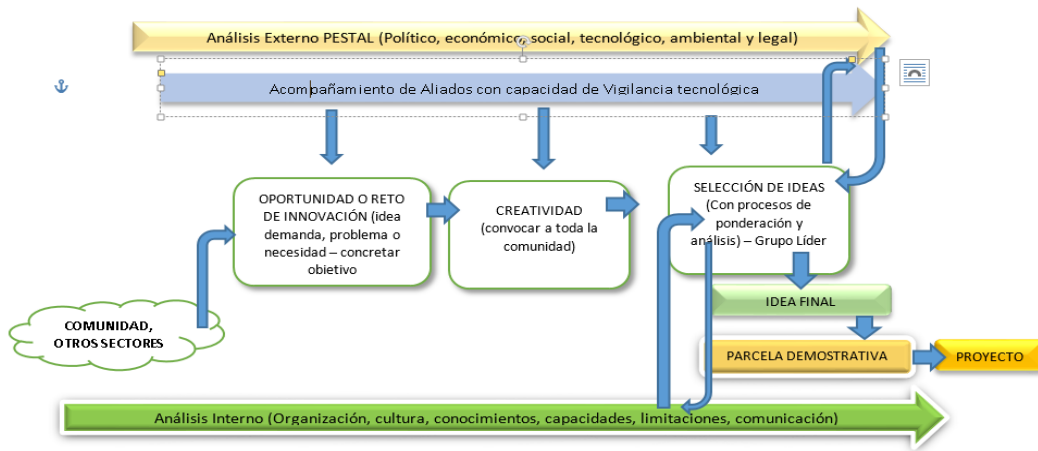 Análisis Externo PESTAL (Político, económico, social, tecnológico, ambiental y legal)
Acompañamiento de Aliados con capacidad de Vigilancia tecnológica
OPORTUNIDAD O RETO
DE INNOVACIÓN (idea
demanda, problema o
necesidad – concretar
objetivo
CREATIVIDAD
(convocar a toda la
comunidad)
SELECCIÓN DE IDEAS
(Con procesos de
ponderación y
análisis) – Grupo Líder
IDEA FINAL
COMUNIDAD,
OTROS SECTORES
PARCELA DEMOSTRATIVA
PROYECTO
Análisis Interno (Organización, cultura, conocimientos, capacidades, limitaciones, comunicación)